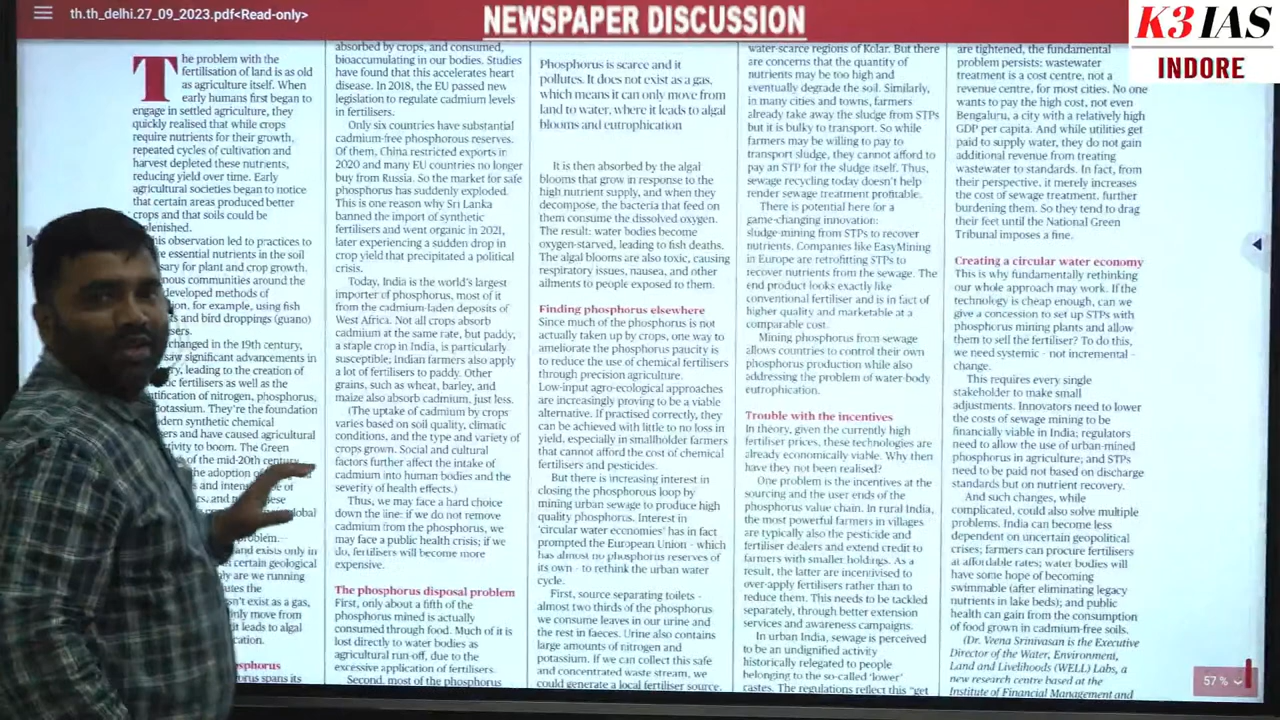 th.th_delhi.27_09_2023.pdf<Read-only>
NEWSPAPER DISCUSSION
K3 IAS
INDORE
The problem with the
fertilisation of land is as old
as agriculture itself. When
early humans first began to
engage in settled agriculture, they
quickly realised that while crops
require nutrients for their growth,
repeated cycles of cultivation and
harvest depleted these nutrients,
reducing yield over time. Early
agricultural societies began to notice
that certain areas produced better
crops and that soils could be
plenished.
his observation led to practices to
e essential nutrients in the soil
sary for plant and crop growth.
nous communities around the
developed methods of
ion, for example, using fish
ts and bird droppings (guano)
sers.
changed in the 19th century,
saw significant advancements in
ry, leading to the creation of
ic fertilisers as well as the
ntification of nitrogen, phosphorus,
otassium. They're the foundation
dern synthetic chemical
ers and have caused agricultural
tivity to boom. The Green
of the mid-20th century
the adoption of
s and inten of
rs, and
global
problem.
and exists only in
certain geological
ly are we running
utes the
sn't exist as a gas,
nly move from
it leads to algal
cation.
sphorus
orus spans its
absorbed by crops, and consumed,
bioaccumulating in our bodies. Studies
have found that this accelerates heart
disease. In 2018, the EU passed new
legislation to regulate cadmium levels
in fertilisers.
Only six countries have substantial
cadmium-free phosphorous reserves.
Of them, China restricted exports in
2020 and many EU countries no longer
buy from Russia. So the market for safe
phosphorus has suddenly exploded.
This is one reason why Sri Lanka
banned the import of synthetic
fertilisers and went organic in 2021,
later experiencing a sudden drop in
crop yield that precipitated a political
crisis.
Today, India is the world's largest
importer of phosphorus, most of it
from the cadmium-laden deposits of
West Africa. Not all crops absorb
cadmium at the same rate, but paddy,
a staple crop in India, is particularly
susceptible; Indian farmers also apply
a lot of fertilisers to paddy. Other
grains, such as wheat, barley, and
maize also absorb cadmium, just less.
(The uptake of cadmium by crops
varies based on soil quality, climatic
conditions, and the type and variety of
crops grown. Social and cultural
factors further affect the intake of
cadmium into human bodies and the
severity of health effects.)
Thus, we may face a hard choice
down the line: if we do not remove
cadmium from the phosphorus, we
may face a public health crisis; if we
do, fertilisers will become more
expensive.
The phosphorus disposal problem
First, only about a fifth of the
phosphorus mined is actually
consumed through food. Much of it is
lost directly to water bodies as
agricultural run-off, due to the
excessive application of fertilisers.
Second, most of the phosphorus
Phosphorus is scarce and it
pollutes. It does not exist as a gas,
which means it can only move from
land to water, where it leads to algal
blooms and eutrophication
It is then absorbed by the algal
blooms that grow in response to the
high nutrient supply, and when they
decompose, the bacteria that feed on
them consume the dissolved oxygen.
The result: water bodies become
oxygen-starved, leading to fish deaths.
The algal blooms are also toxic, causing
respiratory issues, nausea, and other
ailments to people exposed to them.
Finding phosphorus elsewhere
Since much of the phosphorus is not
actually taken up by crops, one way to
ameliorate the phosphorus paucity is
to reduce the use of chemical fertilisers
through precision agriculture.
Low-input agro-ecological approaches
are increasingly proving to be a viable
alternative. If practised correctly, they
can be achieved with little to no loss in
yield, especially in smallholder farmers
that cannot afford the cost of chemical
fertilisers and pesticides.
But there is increasing interest in
closing the phosphorous loop by
mining urban sewage to produce high
quality phosphorus. Interest in
'circular water economies' has in fact
prompted the European Union - which
has almost no phosphorus reserves of
its own - to rethink the urban water
cycle.
First, source separating toilets -
almost two thirds of the phosphorus
we consume leaves in our urine and
the rest in faeces. Urine also contains
large amounts of nitrogen and
potassium. If we can collect this safe
and concentrated waste stream, we
could generate a local fertiliser source.
water-scarce regions of Kolar. But there
are concerns that the quantity of
nutrients may be too high and
eventually degrade the soil. Similarly,
in many cities and towns, farmers
already take away the sludge from STPs
but it is bulky to transport. So while
farmers may be willing to pay to
transport sludge, they cannot afford to
pay an STP for the sludge itself. Thus,
sewage recycling today doesn't help
render sewage treatment profitable.
There is potential here for a
game-changing innovation:
sludge-mining from STPs to recover
nutrients. Companies like EasyMining
in Europe are retrofitting STPs to
recover nutrients from the sewage. The
end product looks exactly like
conventional fertiliser and is in fact of
higher quality and marketable at a
comparable cost.
Mining phosphorus from sewage
allows countries to control their own
phosphorus production while also
addressing the problem of water-body
eutrophication.
Trouble with the incentives
In theory, given the currently high
fertiliser prices, these technologies are
already economically viable. Why then
have they not been realised?
One problem is the incentives at the
sourcing and the user ends of the
phosphorus value chain. In rural India,
the most powerful farmers in villages
are typically also the pesticide and
fertiliser dealers and extend credit to
farmers with smaller holdings. As a
result, the latter are incentivised to
over-apply fertilisers rather than to
reduce them. This needs to be tackled
separately, through better extension
services and awareness campaigns.
In urban India, sewage is perceived
to be an undignified activity
historically relegated to people
belonging to the so-called 'lower'
castes. The regulations reflect this "get
are tightened, the fundamental
problem persists: wastewater
treatment is a cost centre, not a
revenue centre, for most cities. No one
wants to pay the high cost, not even
Bengaluru, a city with a relatively high
GDP per capita. And while utilities get
paid to supply water, they do not gain
additional revenue from treating
wastewater to standards. In fact, from
their perspective, it merely increases
the cost of sewage treatment, further
burdening them. So they tend to drag
their feet until the National Green
Tribunal imposes a fine.
Creating a circular water economy
This is why fundamentally rethinking
our whole approach may work. If the
technology is cheap enough, can we
give a concession to set up STPs with
phosphorus mining plants and allow
them to sell the fertiliser? To do this,
we need systemic - not incremental -
change.
This requires every single
stakeholder to make small
adjustments. Innovators need to lower
the costs of sewage mining to be
financially viable in India; regulators
need to allow the use of urban-mined
phosphorus in agriculture; and STPs
need to be paid not based on discharge
standards but on nutrient recovery.
And such changes, while
complicated, could also solve multiple
problems. India can become less
dependent on uncertain geopolitical
crises; farmers can procure fertilisers
at affordable rates; water bodies will
have some hope of becoming
swimmable (after eliminating legacy
nutrients in lake beds); and public
health can gain from the consumption
of food grown in cadmium-free soils.
(Dr. Veena Srinivasan is the Executive
Director of the Water, Environment,
Land and Livelihoods (WELL) Labs, a
new research centre based at the
Institute of Financial Management and
57 %